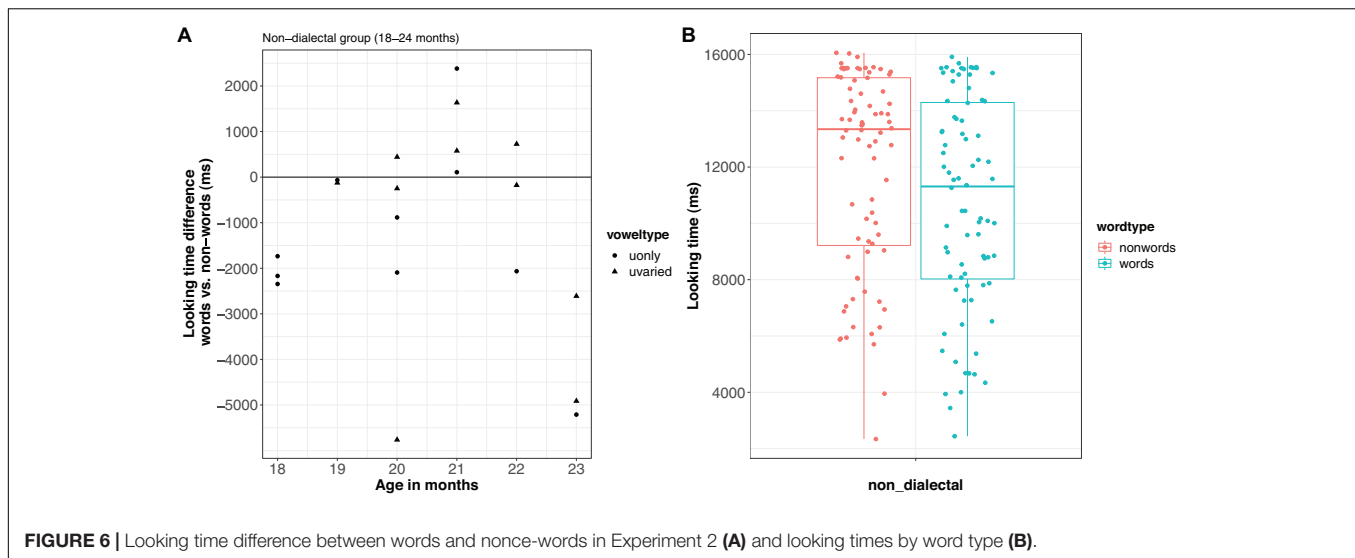 A
Non–dialectal group (18–24 months)
Looking time difference
words vs. non–words (ms)
2000
1000
0
−1000
−2000
−3000
−4000
−5000
18 19 20 21 22 23
Age in months
voweltype
uonly
uvaried
B
Looking time (ms)
16000
12000
8000
4000
non_dialectal
wordtype
nonwords
words
FIGURE 6 | Looking time difference between words and nonce-words in Experiment 2 (A) and looking times by word type (B).